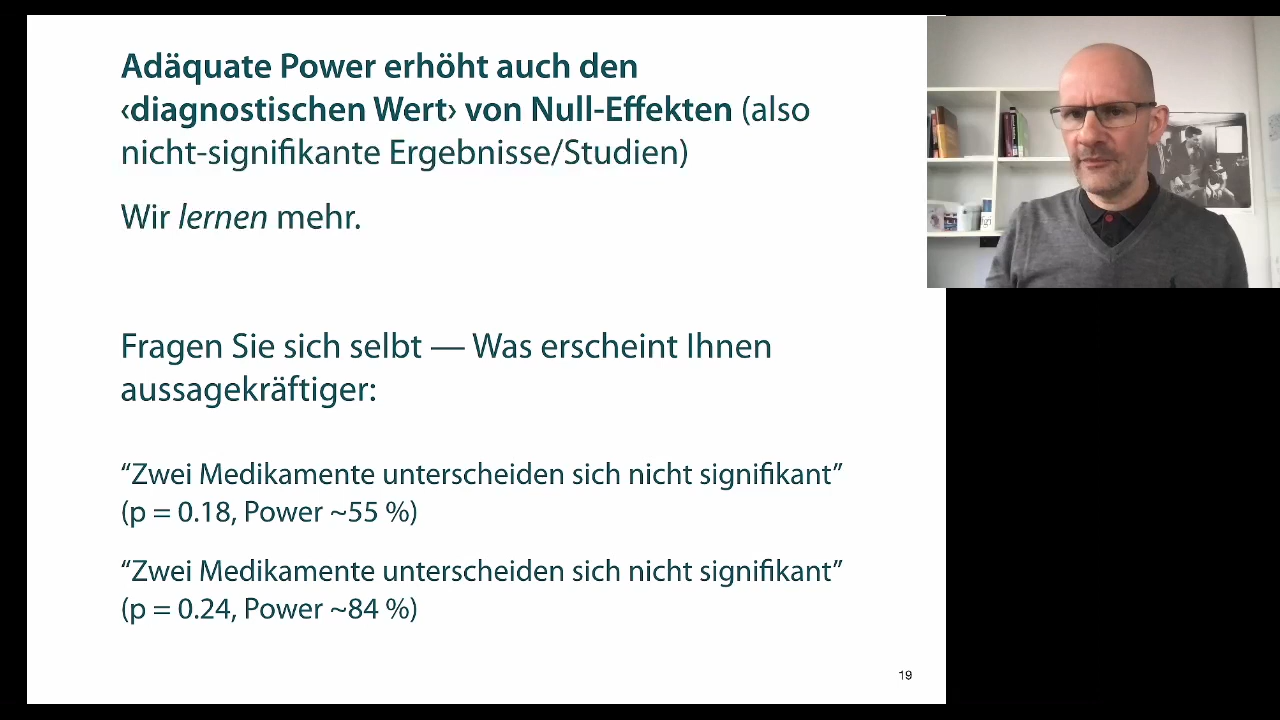 Adäquate Power erhöht auch den
‹diagnostischen Wert› von Null-Effekten (also
nicht-signifikante Ergebnisse/Studien)
Wir lernen mehr.
Fragen Sie sich selbt — Was erscheint Ihnen
aussagekräftiger:
“Zwei Medikamente unterscheiden sich nicht signifikant”
(p = 0.18, Power ~55 %)
“Zwei Medikamente unterscheiden sich nicht signifikant”
(p = 0.24, Power ~84 %)
19